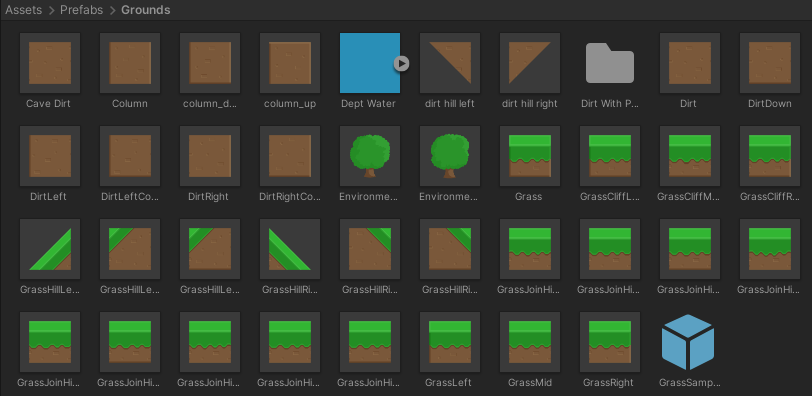 Assets > Prefabs > Grounds
Cave Dirt Column column_d... column_up Dept Water dirt hill left dirt hill right Dirt With P... Dirt DirtDown
DirtLeft DirtLeftCo... DirtRight DirtRightCo... Environme... Environme... Grass GrassCliffL... GrassCliffM... GrassCliffR...
GrassHillLe... GrassHillLe... GrassHillLe... GrassHillRi... GrassHillRi... GrassHillRi... GrassJoinHi... GrassJoinHi... GrassJoinHi... GrassJoinHi...
GrassJoinHi... GrassJoinHi... GrassJoinHi... GrassJoinHi... GrassJoinHi... GrassLeft GrassMid GrassRight GrassSamp...